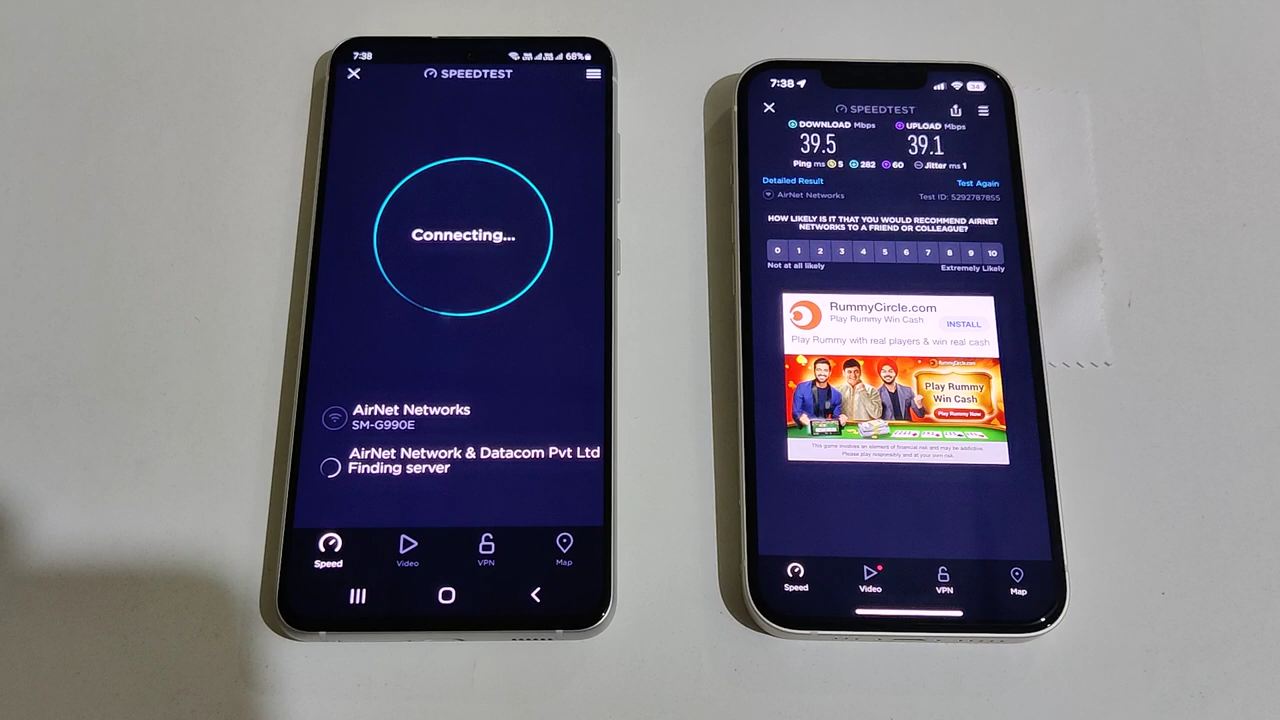 7:38
68%
SPEEDTEST
Connecting...
AirNet Networks
SM-G990E
AirNet Network & Datacom Pvt Ltd
Finding server
Speed
Video
VPN
Map
7:38
34
SPEEDTEST
DOWNLOAD Mbps
UPLOAD Mbps
39.5
39.1
Ping ms 5 282 60 Jitter ms 1
Detailed Result
Test Again
AirNet Networks
Test ID: 5292787855
HOW LIKELY IS IT THAT YOU WOULD RECOMMEND AIRNET
NETWORKS TO A FRIEND OR COLLEAGUE?
0 1 2 3 4 5 6 7 8 9 10
Not at all likely
Extremely Likely
RummyCircle.com
Play Rummy Win Cash
INSTALL
Play Rummy with real players & win real cash
RummyCircle.com
Play Rummy
Win Cash
Play Rummy Now
This game involves an element of financial risk and may be addictive.
Please play responsibly and at your own risk.
Speed
Video
VPN
Map